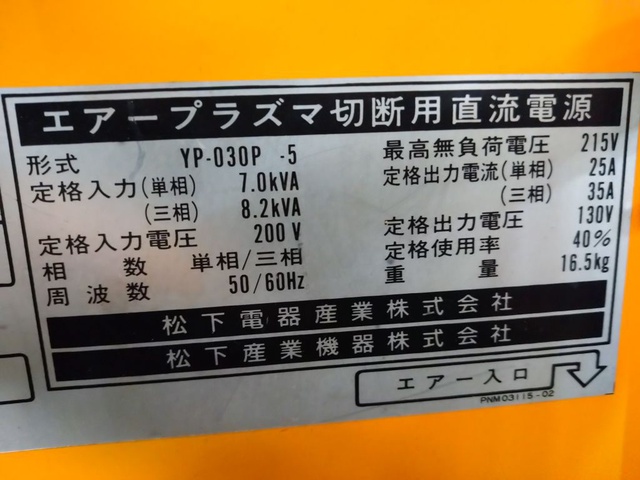 エアープラズマ切断用直流電源
形式 YP-030P -5
定格入力(単相) 7.0kVA
(三相) 8.2kVA
定格入力電圧 200V
相数 単相/三相
周波数 50/60Hz
最高無負荷電圧 215V
定格出力電流(単相) 25A
(三相) 35A
定格出力電圧 130V
定格使用率 40%
重量 16.5kg
松下電器産業株式会社
松下産業機器株式会社
エアー入口
PNM03115-02